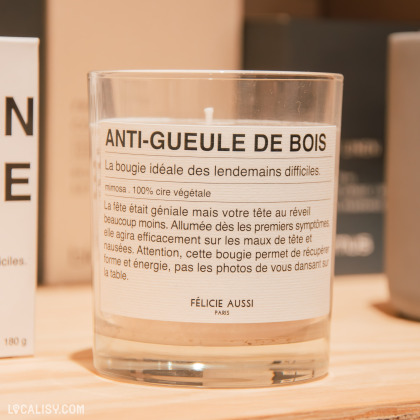 ANTI-GUEULE DE BOIS
La bougie idéale des lendemains difficiles.
mimosa . 100% cire végétale
La fête était géniale mais votre tête au réveil
beaucoup moins. Allumée dès les premiers symptômes,
elle agira efficacement sur les maux de tête et
nausées. Attention, cette bougie permet de récupérer
forme et énergie, pas les photos de vous dansant sur
la table.
FÉLICIE AUSSI
PARIS
N
E
ciles.
180 g
LOCALISY.COM